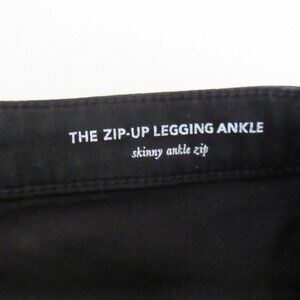 THE ZIP-UP LEGGING ANKLE
skinny ankle zip